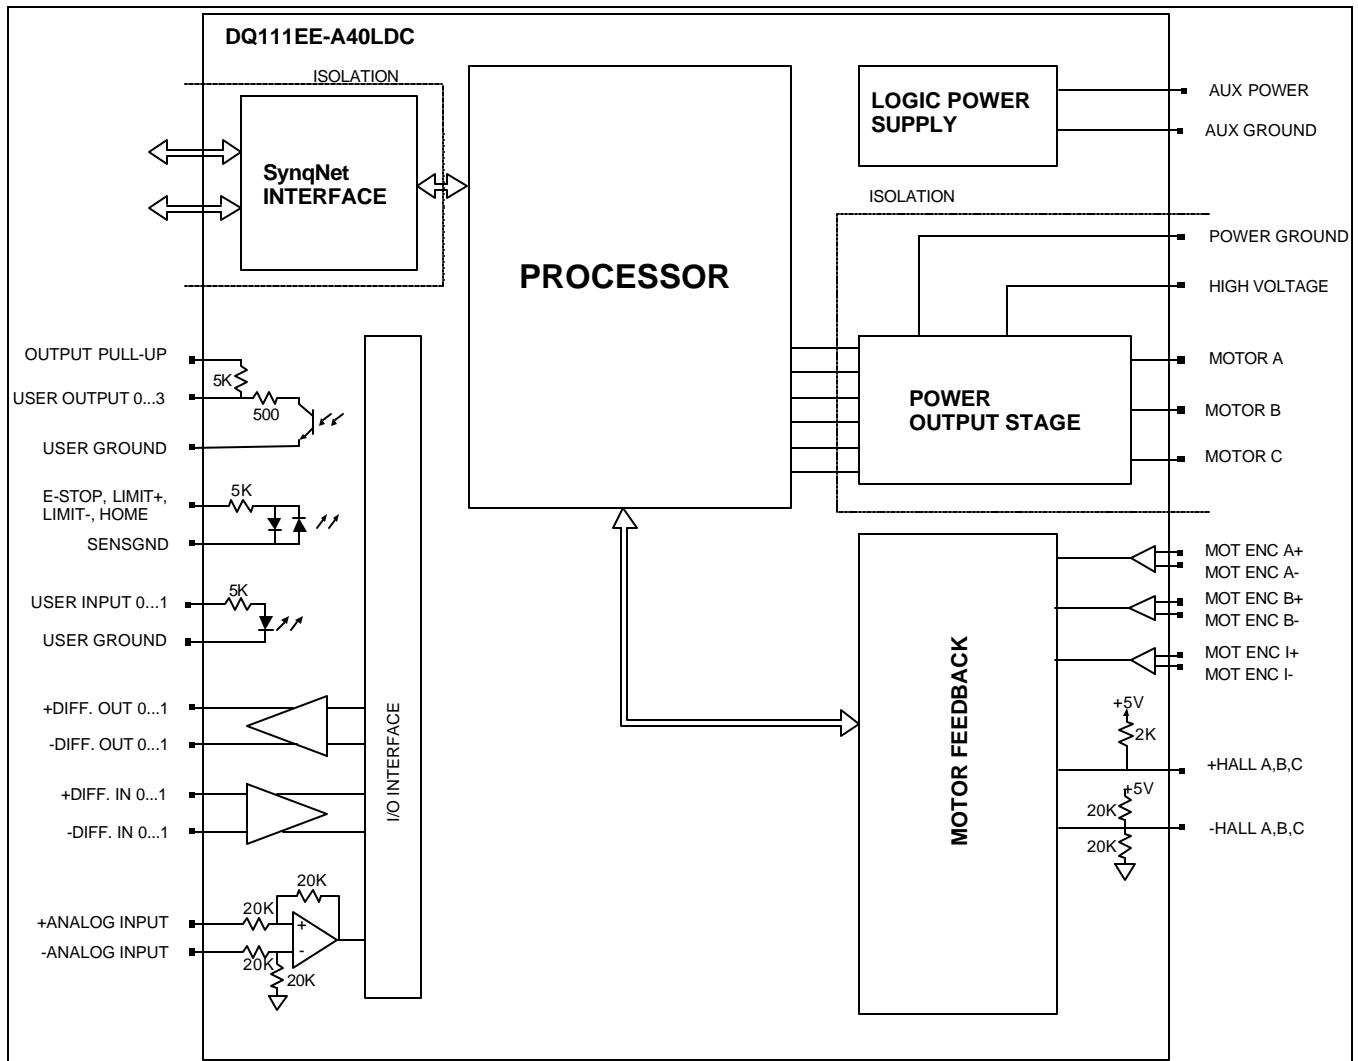 DQ111EE-A40LDC
ISOLATION
SynqNet
INTERFACE
PROCESSOR
LOGIC POWER
SUPPLY
AUX POWER
AUX GROUND
ISOLATION
POWER GROUND
HIGH VOLTAGE
POWER
OUTPUT STAGE
MOTOR A
MOTOR B
MOTOR C
OUTPUT PULL-UP
5K
USER OUTPUT 0...3
500
USER GROUND
E-STOP, LIMIT+,
LIMIT-, HOME
5K
SENSGND
USER INPUT 0...1
5K
USER GROUND
+DIFF. OUT 0...1
-DIFF. OUT 0...1
+DIFF. IN 0...1
-DIFF. IN 0...1
+ANALOG INPUT
-ANALOG INPUT
20K
20K
20K
20K
+
-
I/O INTERFACE
MOTOR FEEDBACK
MOT ENC A+
MOT ENC A-
MOT ENC B+
MOT ENC B-
MOT ENC I+
MOT ENC I-
+5V
2K
+HALL A,B,C
+5V
20K
-HALL A,B,C
20K